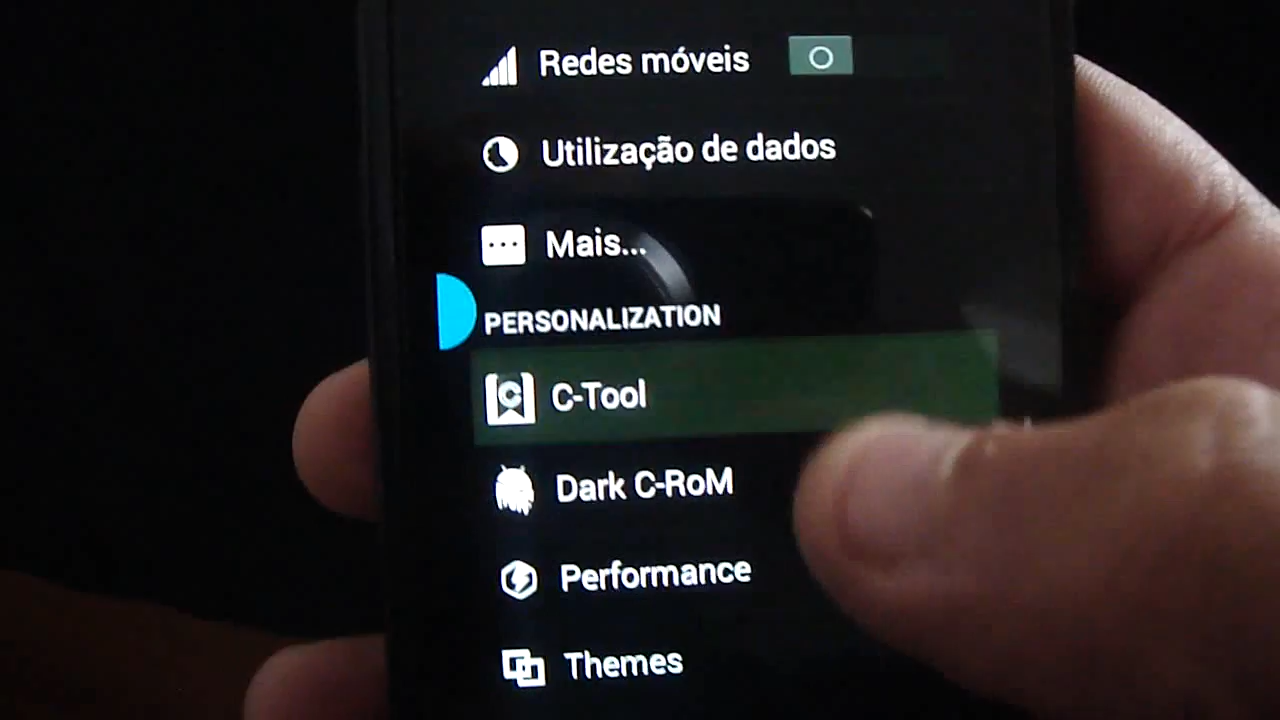 Redes móveis
Utilização de dados
Mais...
PERSONALIZATION
C-Tool
Dark C-RoM
Performance
Themes